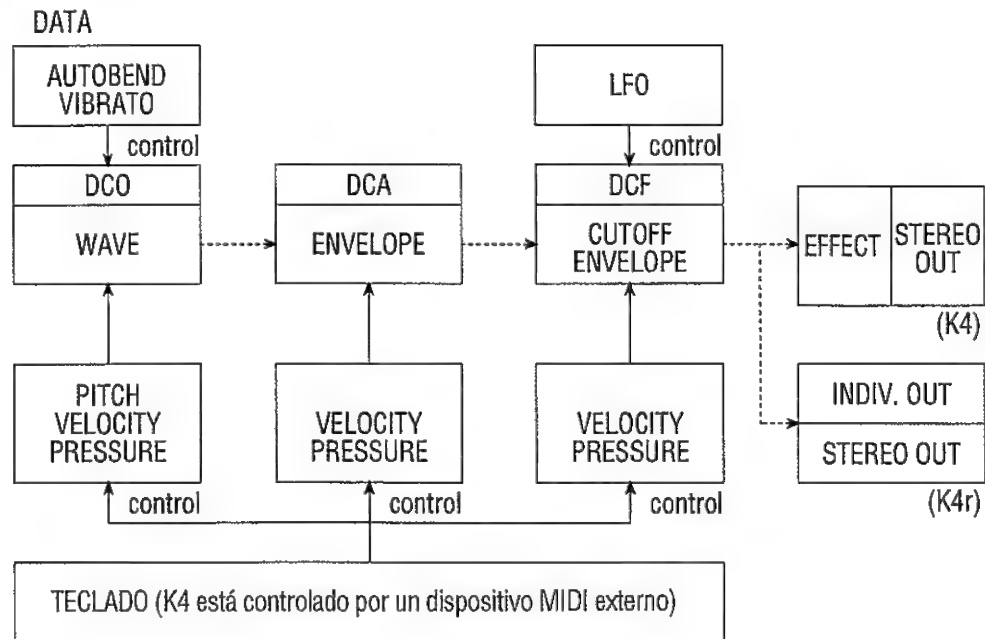 DATA
AUTOBEND
VIBRATO
LFO
control
control
DCO
DCA
DCF
WAVE
ENVELOPE
CUTOFF
ENVELOPE
EFFECT
STEREO
OUT
(K4)
PITCH
VELOCITY
PRESSURE
VELOCITY
PRESSURE
VELOCITY
PRESSURE
INDIV. OUT
STEREO OUT
(K4r)
control
control
control
TECLADO (K4 está controlado por un dispositivo MIDI externo)